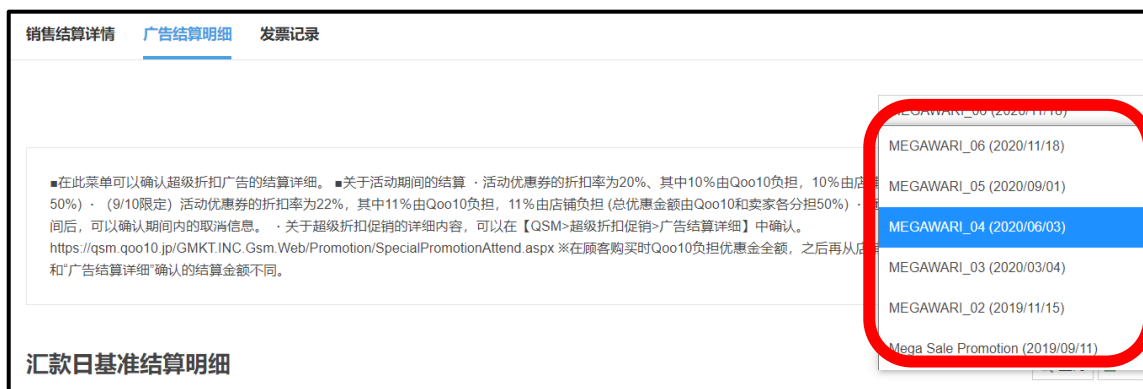 销售结算详情 广告结算明细 发票记录
MEGAWARI_06 (2020/11/18)
MEGAWARI_06 (2020/11/18)
MEGAWARI_05 (2020/09/01)
MEGAWARI_04 (2020/06/03)
MEGAWARI_03 (2020/03/04)
MEGAWARI_02 (2019/11/15)
Mega Sale Promotion (2019/09/11)
■在此菜单可以确认超级折扣广告的结算详细。 ■关于活动期间的结算 ・活动优惠券的折扣率为20%、其中10%由Qoo10负担，10%由店
50%）・ （9/10限定）活动优惠券的折扣率为22%，其中11%由Qoo10负担，11%由店铺负担 (总优惠金额由Qoo10和卖家各分担50%)・
间后，可以确认期间内的取消信息。 ・关于超级折扣促销的详细内容，可以在【QSM>超级折扣促销>广告结算详细】中确认。
https://qsm.qoo10.jp/GMKT.INC.Gsm.Web/Promotion/SpecialPromotionAttend.aspx ※在顾客购买时Qoo10负担优惠金全额，之后再从店
和“广告结算详细”确认的结算金额不同。
汇款日基准结算明细